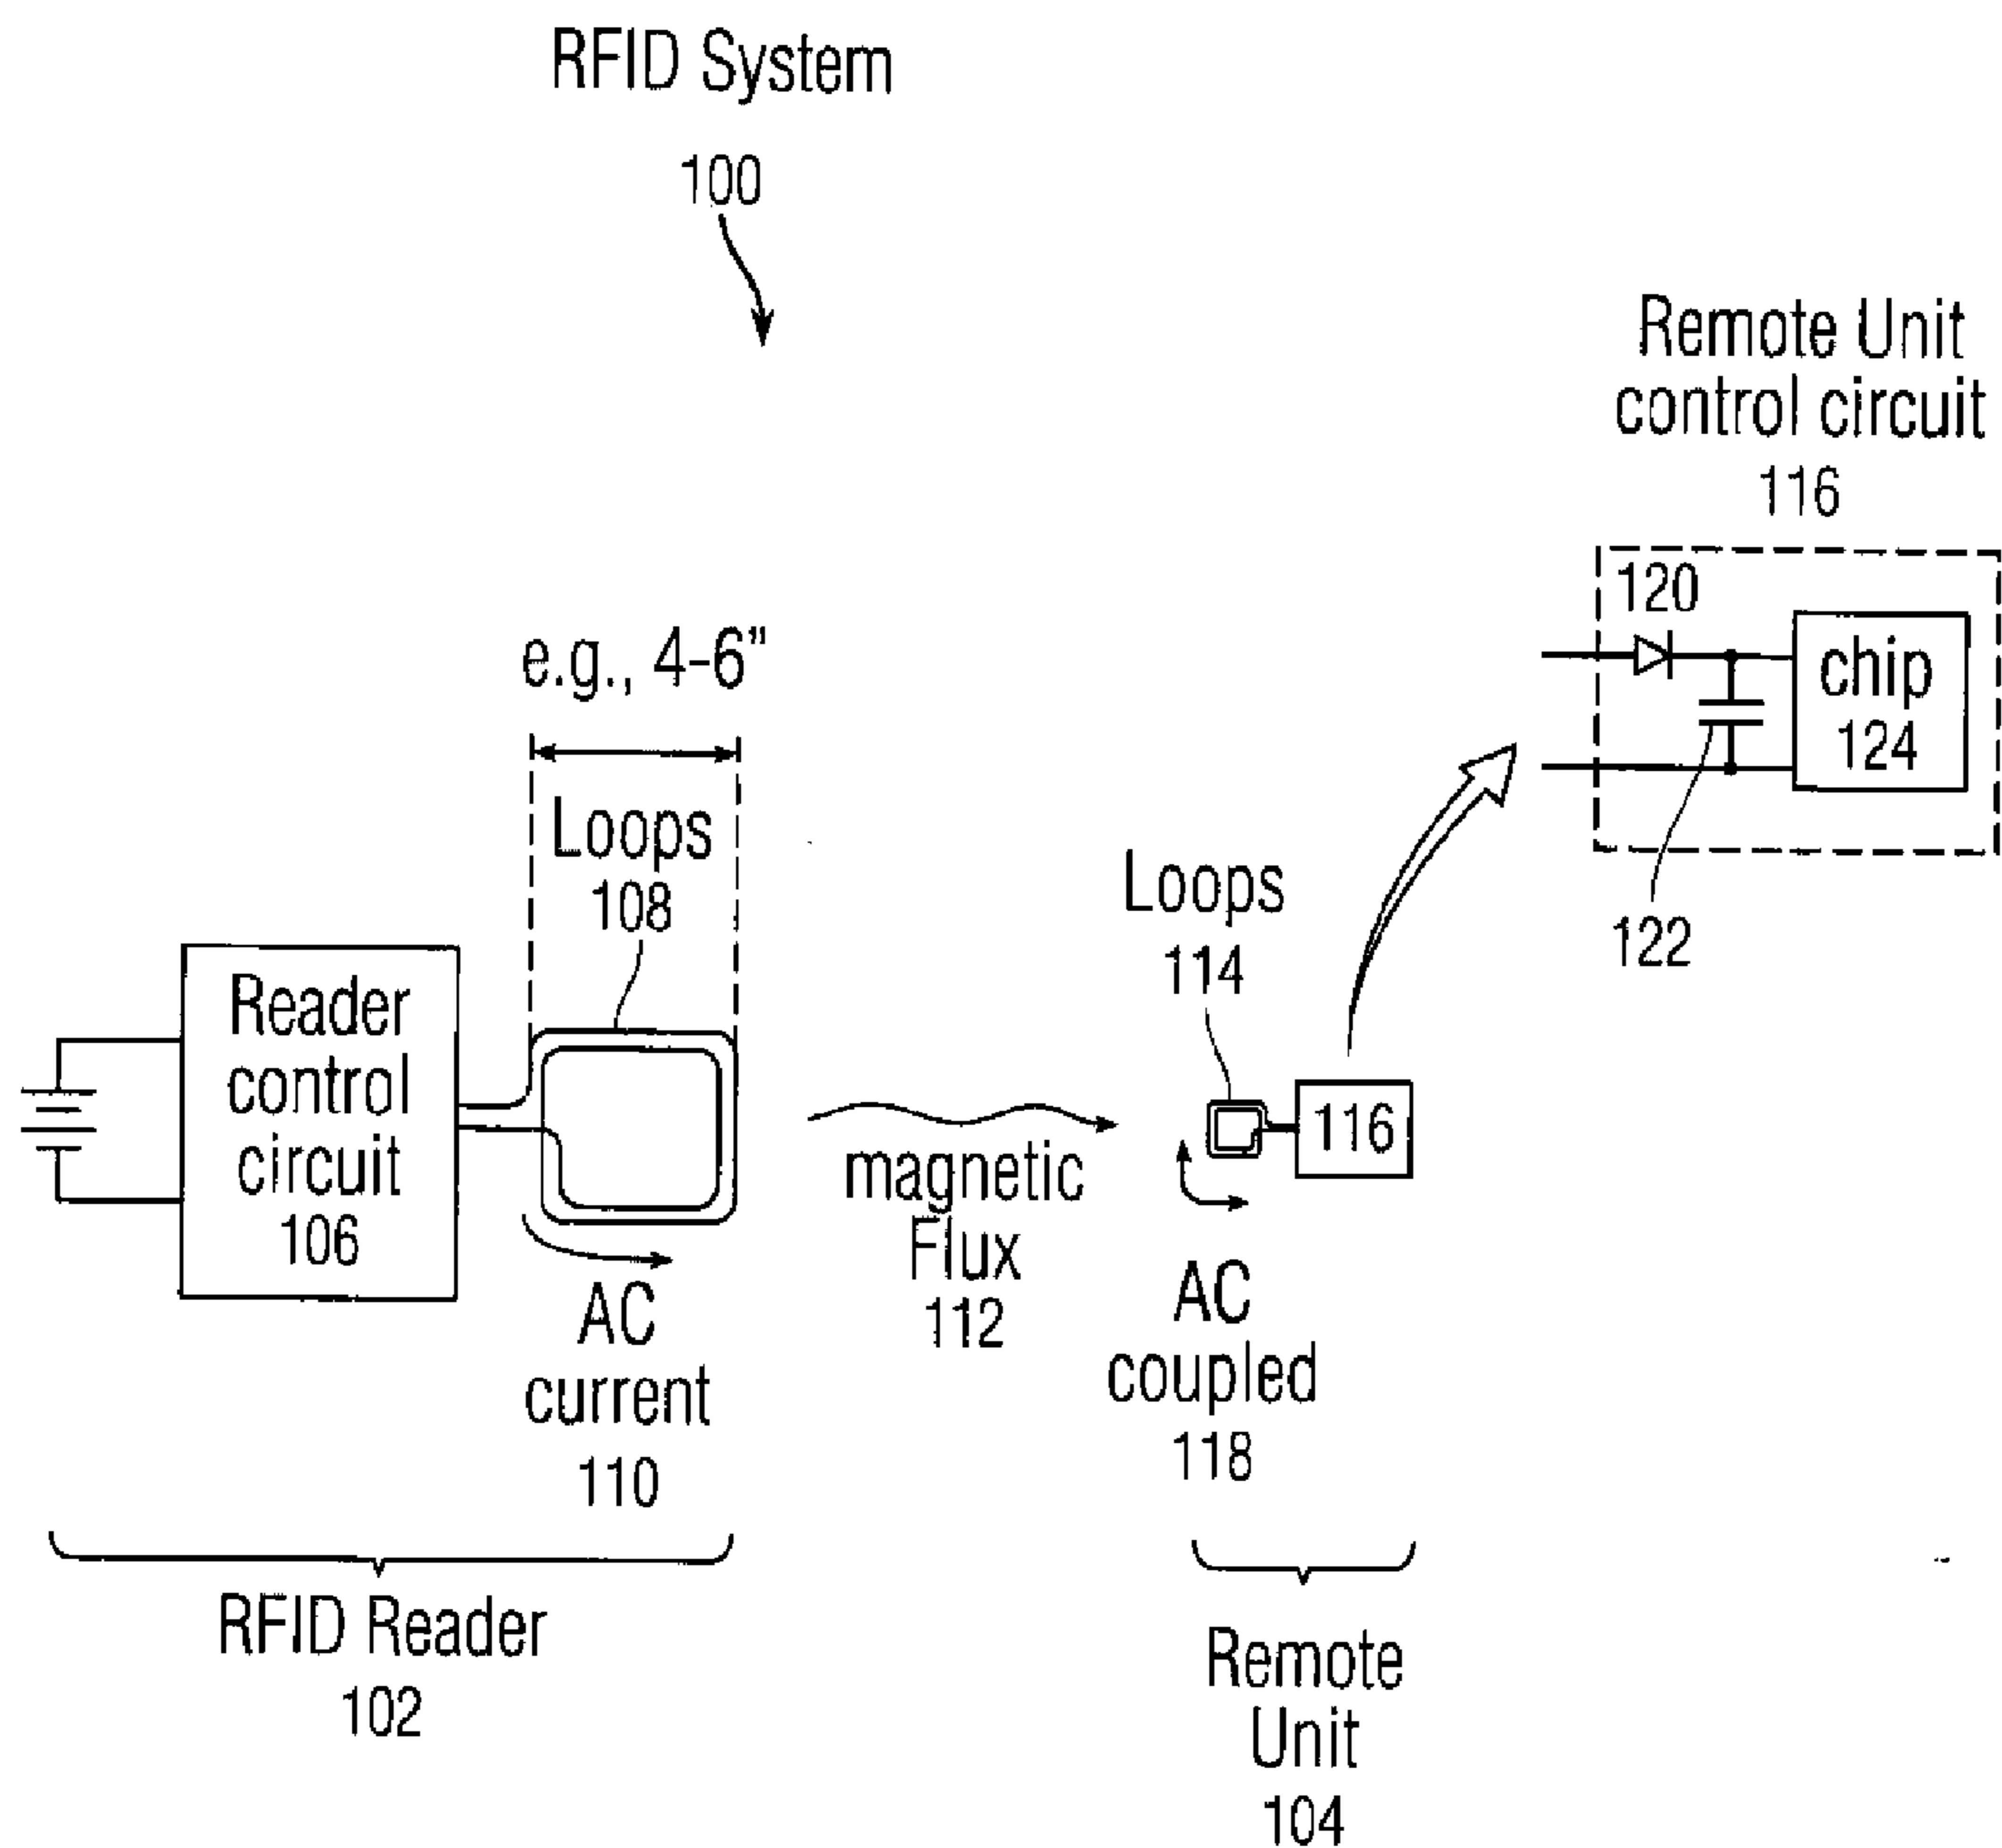 RFID System
100
Remote Unit
control circuit
116
120
chip
124
122
e.g., 4-6”
Loops
108
Reader
control
circuit
106
AC
current
110
magnetic
Flux
112
Loops
114
116
AC
coupled
118
RFID Reader
102
Remote
Unit
104